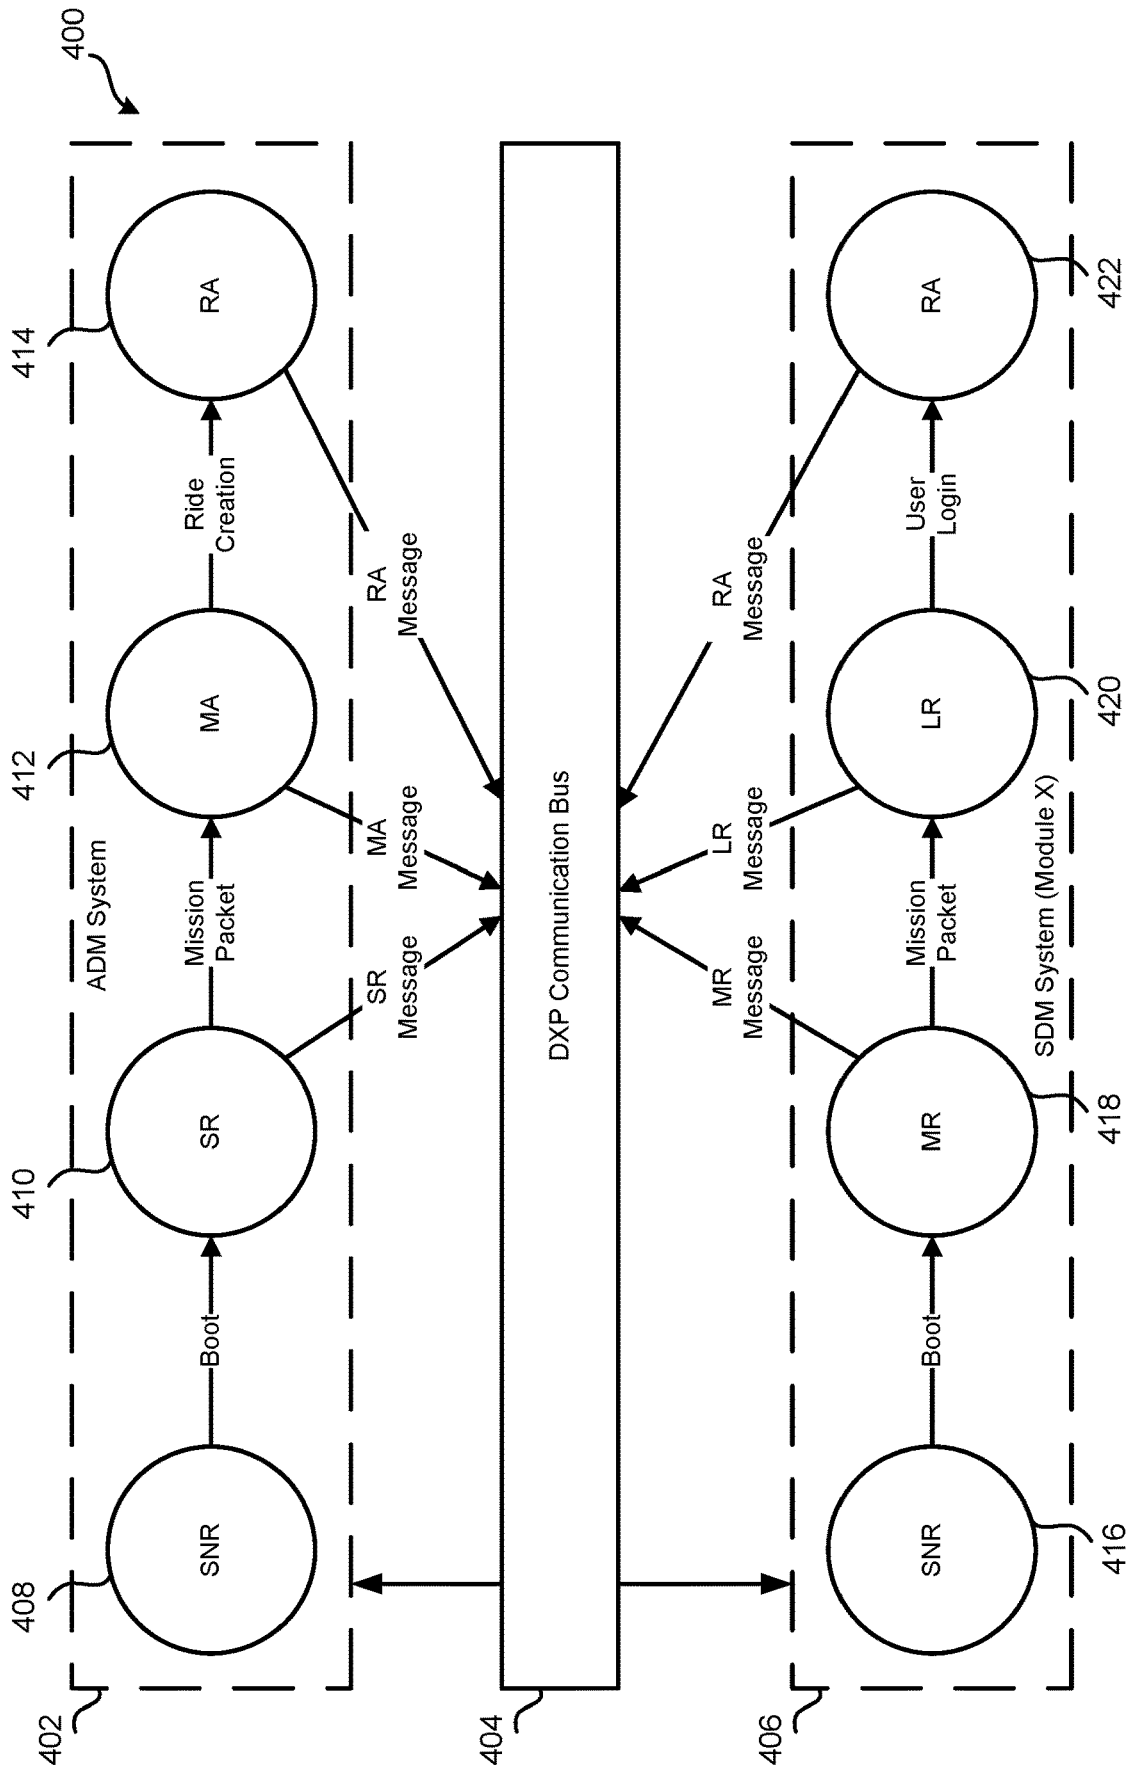 400
402
ADM System
408
SNR
Boot
410
SR
Mission
Packet
412
MA
Ride
Creation
414
RA
SR
Message
MA
Message
RA
Message
404
DXP Communication Bus
MR
Message
LR
Message
RA
Message
406
SNR
416
Boot
MR
418
Mission
Packet
LR
420
User
Login
RA
422
SDM System (Module X)